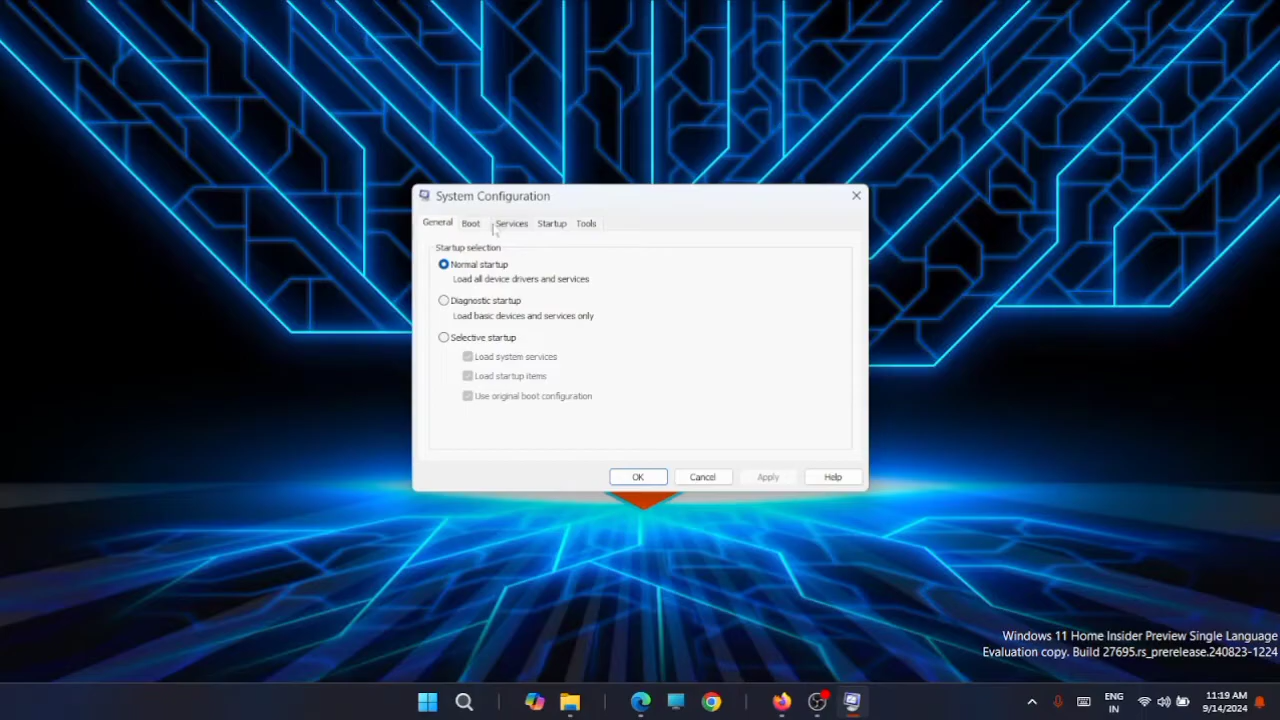 System Configuration
General Boot Services Startup Tools
Startup selection
Normal startup
Load all device drivers and services
Diagnostic startup
Load basic devices and services only
Selective startup
Load system services
Load startup items
Use original boot configuration
OK Cancel Apply Help
Windows 11 Home Insider Preview Single Language
Evaluation copy. Build 27695.rs_prerelease.240823-1224
ENG
IN
11:19 AM
9/14/2024